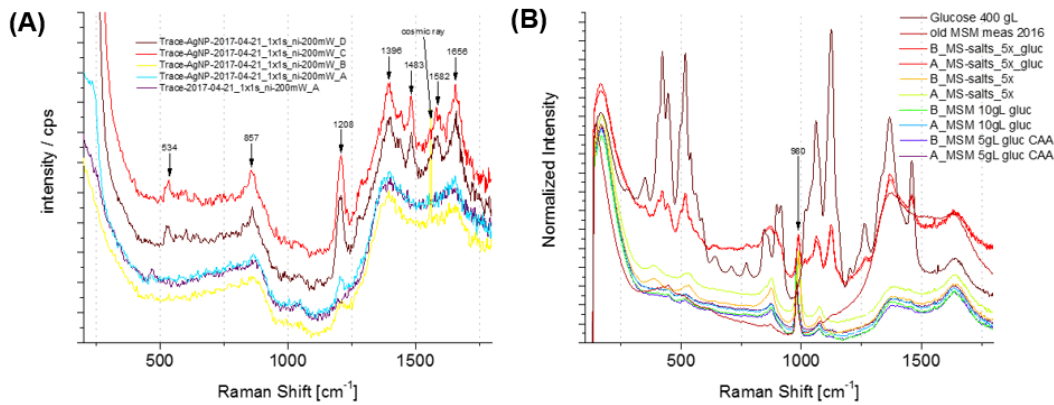 (A)
Trace-AgNP-2017-04-21_1x1s_ni-200mW_D
Trace-AgNP-2017-04-21_1x1s_ni-200mW_C
Trace-AgNP-2017-04-21_1x1s_ni-200mW_B
Trace-AgNP-2017-04-21_1x1s_ni-200mW_A
Trace-2017-04-21_1x1s_ni-200mW_A
cosmic ray
1396
1483
1582
1656
534
857
1208
intensity / cps
500
1000
1500
Raman Shift [cm⁻¹]
(B)
Glucose 400 gL
old MSM meas 2016
B_MS-salts_5x_gluc
A_MS-salts_5x_gluc
B_MS-salts_5x
A_MS-salts_5x
B_MSM 10gL gluc
A_MSM 10gL gluc
B_MSM 5gL gluc CAA
A_MSM 5gL gluc CAA
980
Normalized Intensity
500
1000
1500
Raman Shift [cm⁻¹]